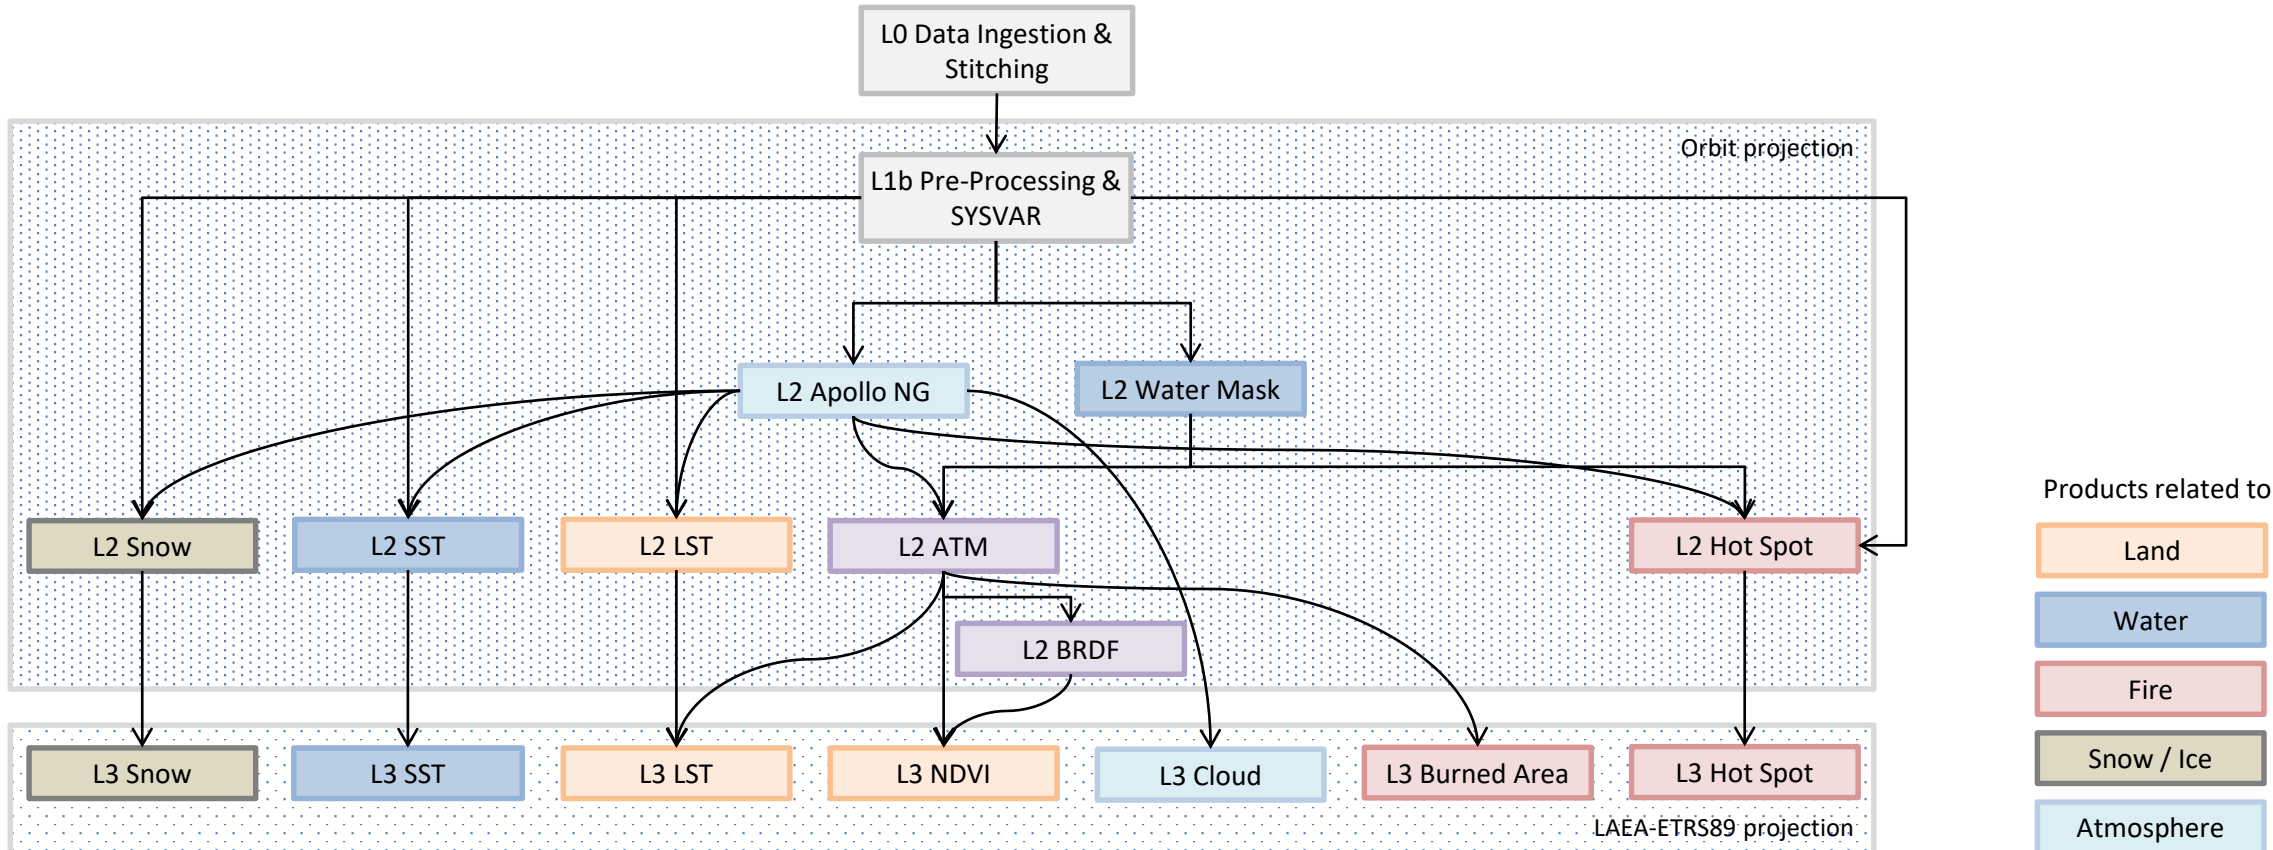 L0 Data Ingestion &
Stitching
Orbit projection
L1b Pre-Processing &
SYSVAR
L2 Apollo NG
L2 Water Mask
L2 Snow
L2 SST
L2 LST
L2 ATM
L2 Hot Spot
L2 BRDF
L3 Snow
L3 SST
L3 LST
L3 NDVI
L3 Cloud
L3 Burned Area
L3 Hot Spot
LAEA-ETRS89 projection
Products related to
Land
Water
Fire
Snow / Ice
Atmosphere